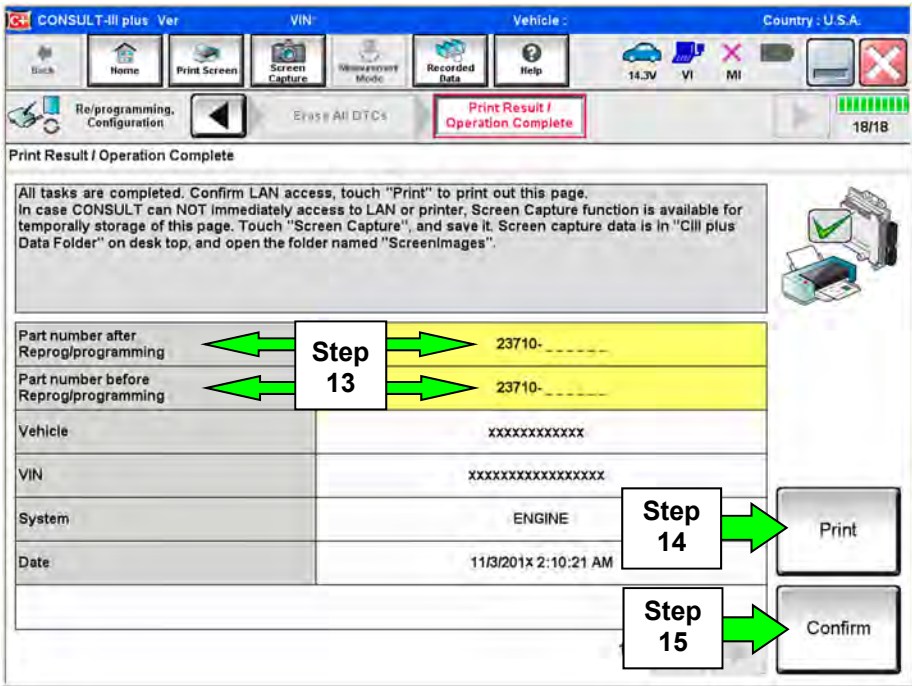 C+ CONSULT-III plus Ver VIN: Vehicle : Country : U.S.A.
Back
Home
Print Screen
Screen
Capture
Measurement
Mode
Recorded
Data
Help
14.3V
VI
MI
Re/programming,
Configuration
Erase All DTCs
Print Result /
Operation Complete
18/18
Print Result / Operation Complete
All tasks are completed. Confirm LAN access, touch "Print" to print out this page.
In case CONSULT can NOT immediately access to LAN or printer, Screen Capture function is available for
temporally storage of this page. Touch "Screen Capture", and save it. Screen capture data is in "CIII plus
Data Folder" on desk top, and open the folder named "ScreenImages".
Part number after
Reprog/programming
23710-_ _ _ _ _ _
Step
13
Part number before
Reprog/programming
23710-_ _ _ _ _ _
Vehicle
xxxxxxxxxxxx
VIN
xxxxxxxxxxxxxxxxx
System
ENGINE
Date
11/3/201X 2:10:21 AM
Step
14
Print
Step
15
Confirm